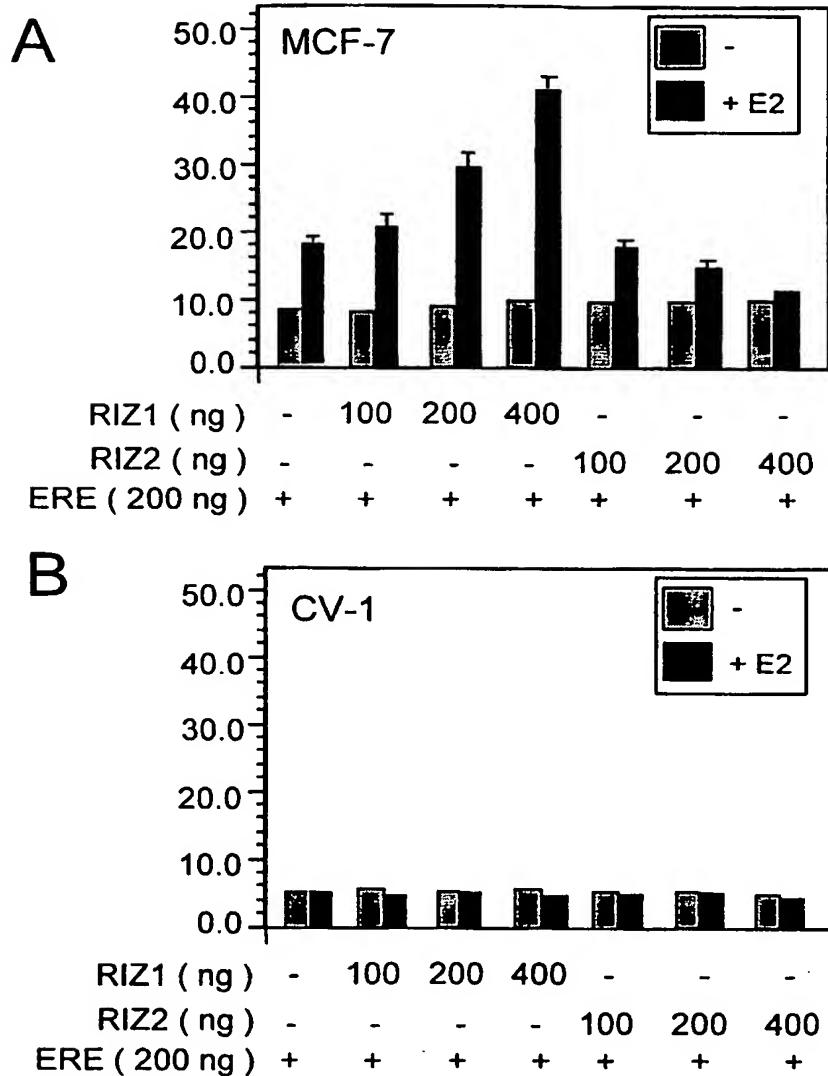 A
MCF-7
-
+ E2
50.0
40.0
30.0
20.0
10.0
0.0
RIZ1 ( ng ) - 100 200 400 - - -
RIZ2 ( ng ) - - - - 100 200 400
ERE ( 200 ng ) + + + + + + +
B
CV-1
-
+ E2
50.0
40.0
30.0
20.0
10.0
0.0
RIZ1 ( ng ) - 100 200 400 - - -
RIZ2 ( ng ) - - - - 100 200 400
ERE ( 200 ng ) + + + + + + +